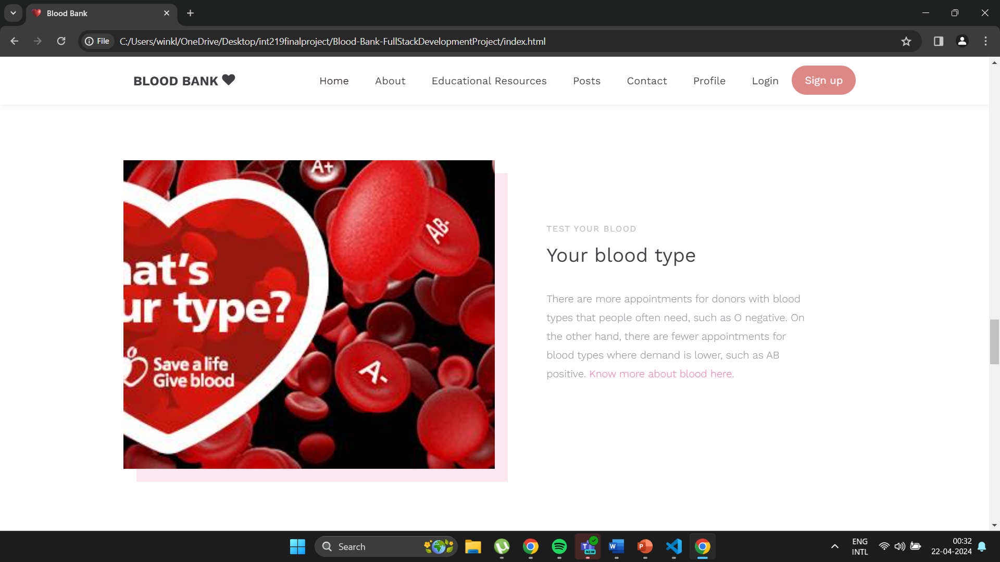 Blood Bank
File
C:/Users/winkl/OneDrive/Desktop/int219finalproject/Blood-Bank-FullStackDevelopmentProject/index.html
BLOOD BANK
Home
About
Educational Resources
Posts
Contact
Profile
Login
Sign up
A+
AB-
hat's
ur type?
A-
Save a life
Give blood
TEST YOUR BLOOD
Your blood type
There are more appointments for donors with blood
types that people often need, such as O negative. On
the other hand, there are fewer appointments for
blood types where demand is lower, such as AB
positive. Know more about blood here.
Search
NEW
ENG
INTL
00:32
22-04-2024